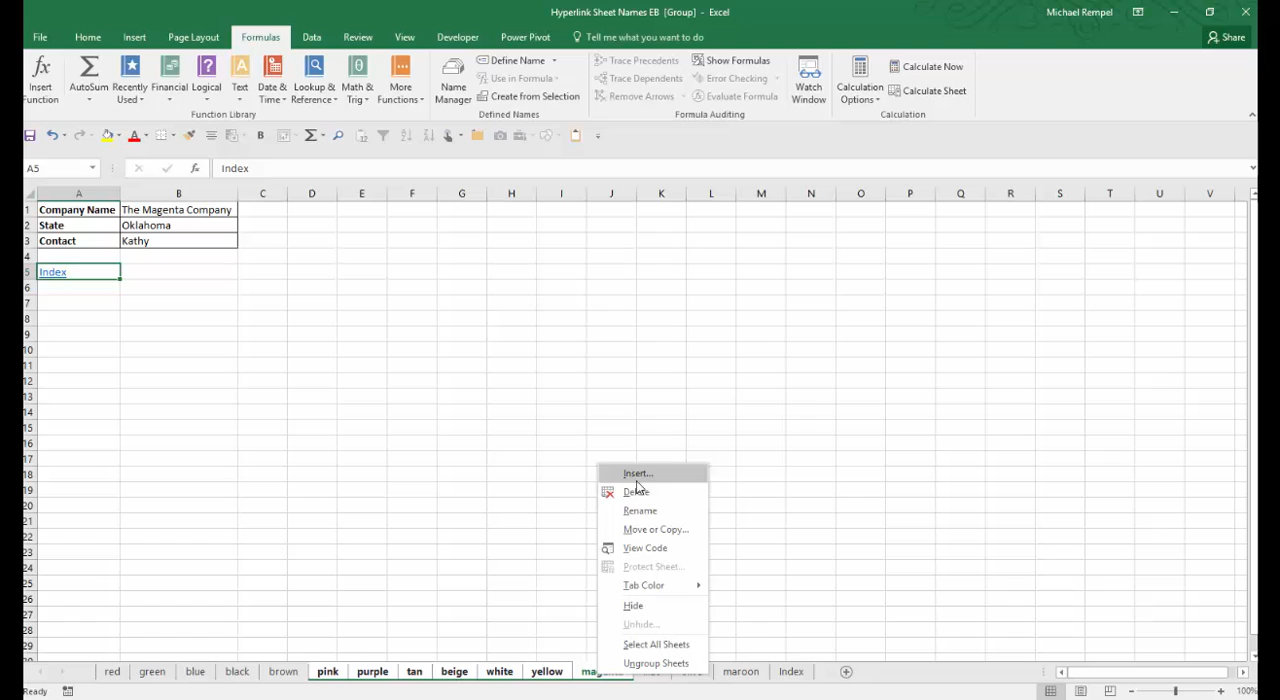 Hyperlink Sheet Names EB [Group] - Excel
Michael Rempel
File Home Insert Page Layout Formulas Data Review View Developer Power Pivot Tell me what you want to do Share
Insert Function
AutoSum
Recently Used
Financial
Logical
Text
Date & Time
Lookup & Reference
Math & Trig
More Functions
Function Library
Name Manager
Define Name
Use in Formula
Create from Selection
Defined Names
Trace Precedents
Trace Dependents
Remove Arrows
Show Formulas
Error Checking
Evaluate Formula
Formula Auditing
Watch Window
Calculation Options
Calculate Now
Calculate Sheet
Calculation
A5 fx Index
A B C D E F G H I J K L M N O P Q R S T U V
1 Company Name The Magenta Company
2 State Oklahoma
3 Contact Kathy
4
5 Index
6
7
8
9
10
11
12
13
14
15
16
17
18
19
20
21
22
23
24
25
26
27
28
29
Insert...
Delete
Rename
Move or Copy...
View Code
Protect Sheet...
Tab Color
Hide
Unhide...
Select All Sheets
Ungroup Sheets
red green blue black brown pink purple tan beige white yellow maroon Index
Ready
100%